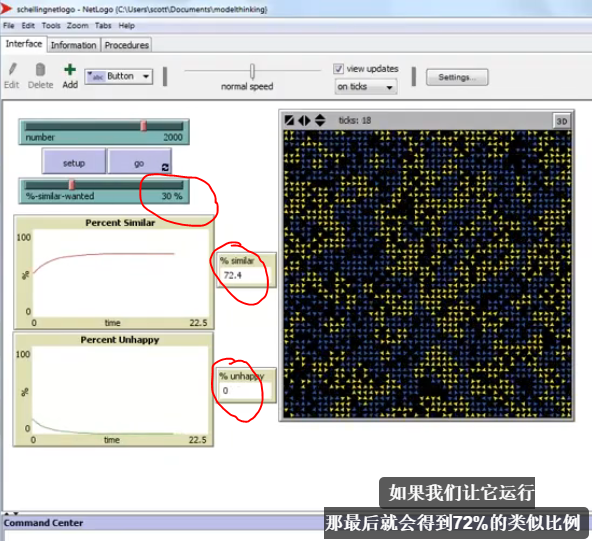 schellingnetlogo - NetLogo {C:\Users\scott\Documents\modelthinking}
File Edit Tools Zoom Tabs Help
Interface Information Procedures
Edit Delete Add abc Button normal speed view updates on ticks Settings...
ticks: 18 3D
number 2000
setup go
%-similar-wanted 30 %
Percent Similar
100
%
0
0 time 22.5
% similar
72.4
Percent Unhappy
100
%
0
0 time 22.5
% unhappy
0
如果我们让它运行
那最后就会得到72%的类似比例
Command Center